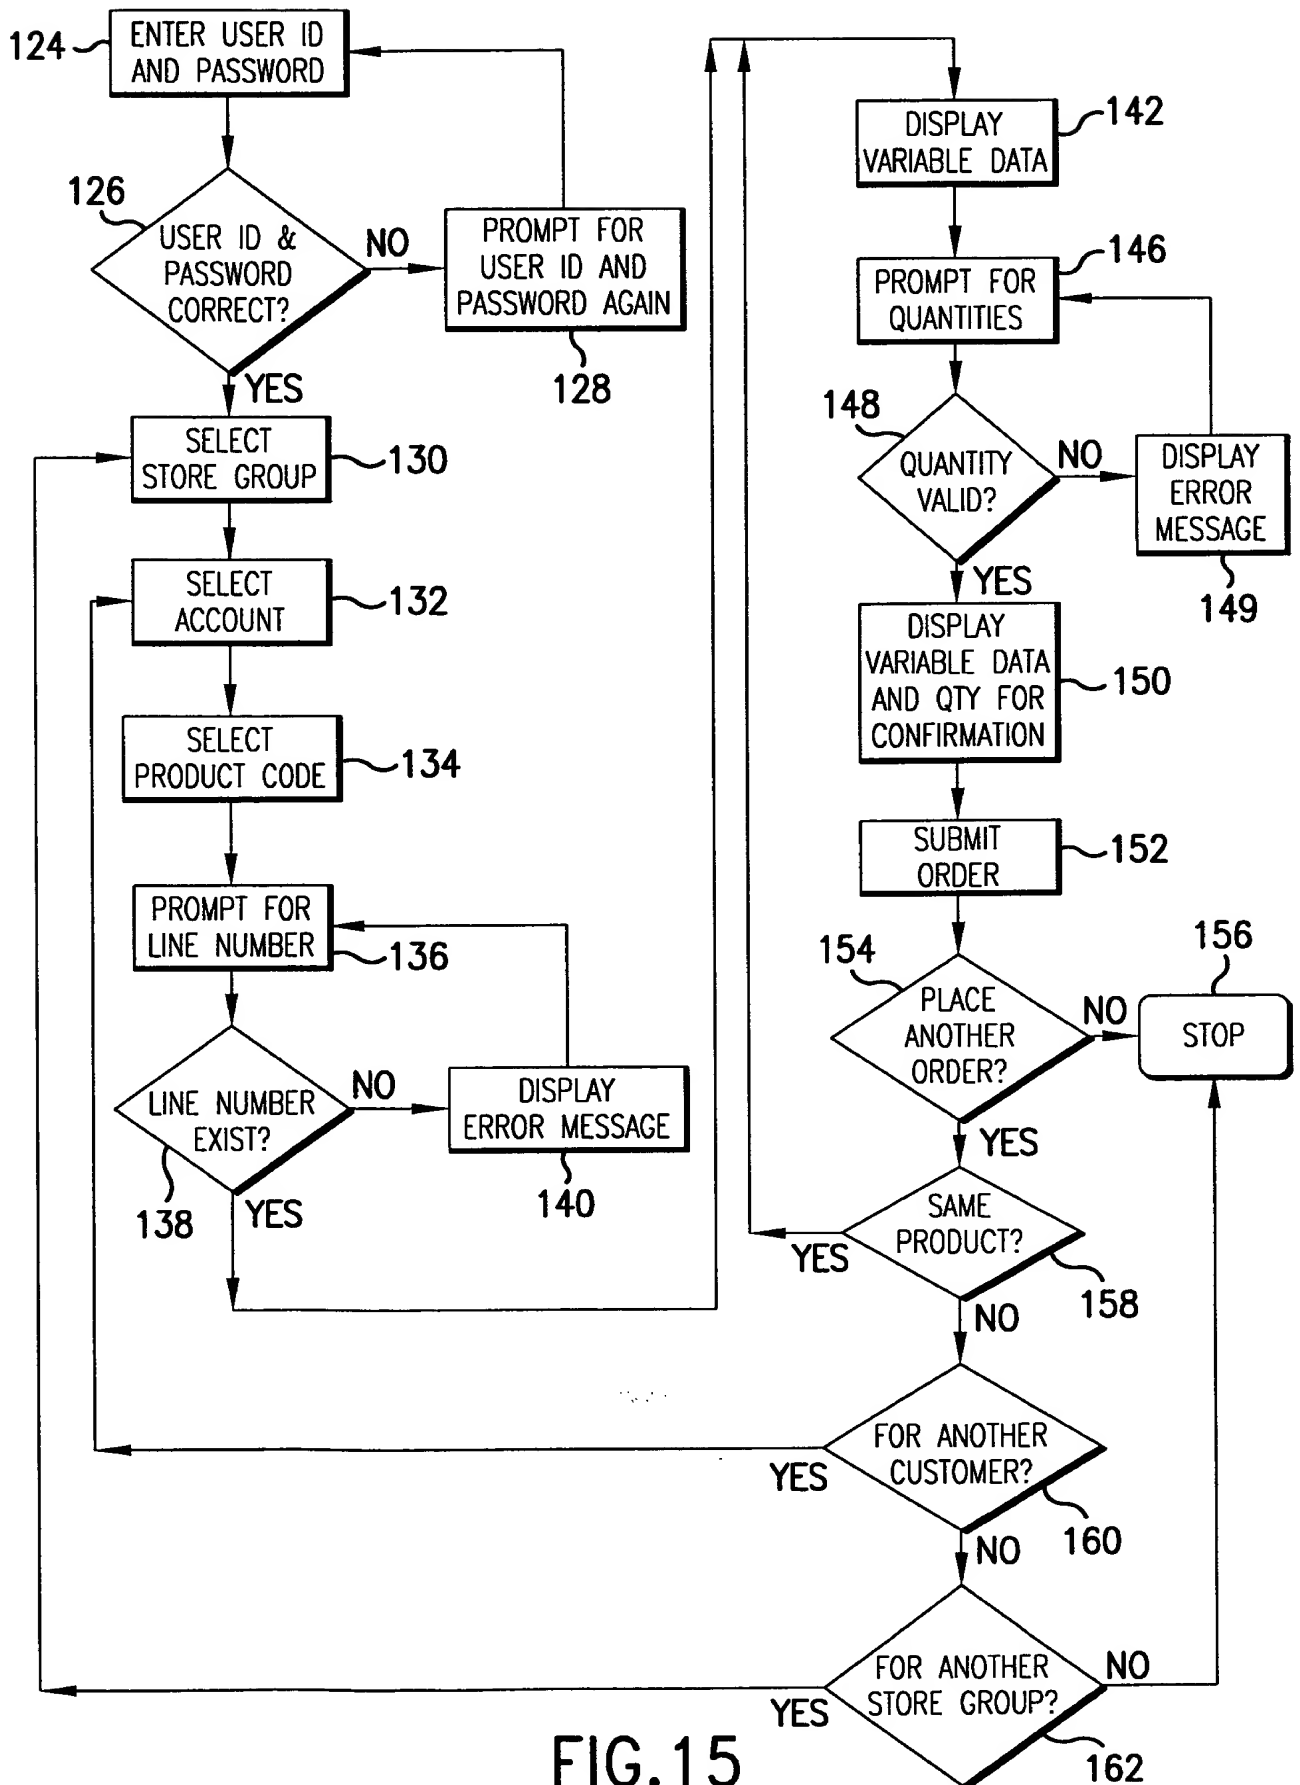 124
ENTER USER ID
AND PASSWORD
126
USER ID &
PASSWORD
CORRECT?
NO
PROMPT FOR
USER ID AND
PASSWORD AGAIN
128
YES
SELECT
STORE GROUP
130
SELECT
ACCOUNT
132
SELECT
PRODUCT CODE
134
PROMPT FOR
LINE NUMBER
136
LINE NUMBER
EXIST?
138
NO
DISPLAY
ERROR MESSAGE
140
YES
DISPLAY
VARIABLE DATA
142
PROMPT FOR
QUANTITIES
146
148
QUANTITY
VALID?
NO
DISPLAY
ERROR
MESSAGE
149
YES
DISPLAY
VARIABLE DATA
AND QTY FOR
CONFIRMATION
150
SUBMIT
ORDER
152
154
PLACE
ANOTHER
ORDER?
NO
156
STOP
YES
SAME
PRODUCT?
YES
158
NO
FOR ANOTHER
CUSTOMER?
YES
160
NO
FOR ANOTHER
STORE GROUP?
NO
YES
162
FIG.15